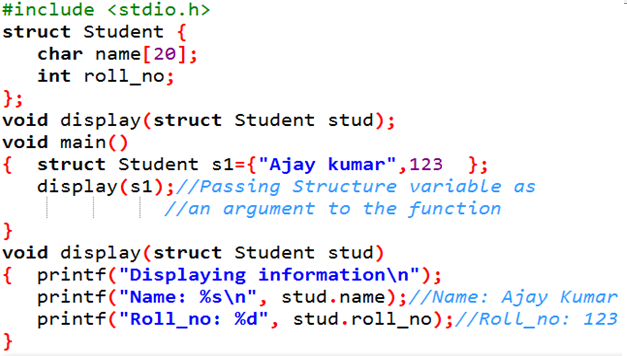 #include <stdio.h>
struct Student {
   char name[20];
   int roll_no;
};
void display(struct Student stud);
void main()
{  struct Student s1={"Ajay kumar",123  };
   display(s1);//Passing Structure variable as
              //an argument to the function
}
void display(struct Student stud)
{  printf("Displaying information\n");
   printf("Name: %s\n", stud.name);//Name: Ajay Kumar
   printf("Roll_no: %d", stud.roll_no);//Roll_no: 123
}